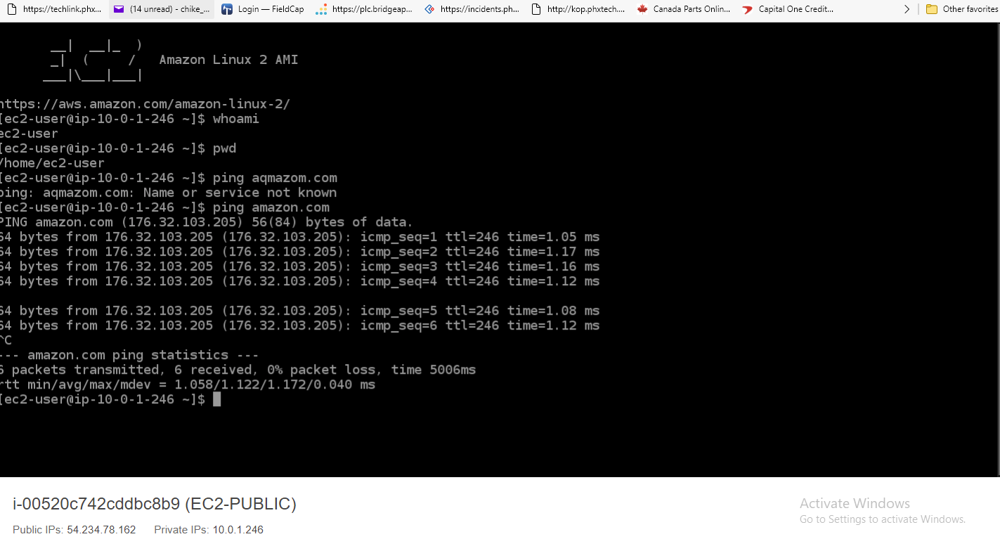 https://techlink.phx... (14 unread) - chike_... Login — FieldCap https://plc.bridgeap... https://incidents.ph... http://kop.phxtech.... Canada Parts Onlin... Capital One Credit... Other favorites
__| __|_ )
_| ( / Amazon Linux 2 AMI
___|\___|___|
https://aws.amazon.com/amazon-linux-2/
[ec2-user@ip-10-0-1-246 ~]$ whoami
ec2-user
[ec2-user@ip-10-0-1-246 ~]$ pwd
/home/ec2-user
[ec2-user@ip-10-0-1-246 ~]$ ping aqmazom.com
ping: aqmazom.com: Name or service not known
[ec2-user@ip-10-0-1-246 ~]$ ping amazon.com
PING amazon.com (176.32.103.205) 56(84) bytes of data.
64 bytes from 176.32.103.205 (176.32.103.205): icmp_seq=1 ttl=246 time=1.05 ms
64 bytes from 176.32.103.205 (176.32.103.205): icmp_seq=2 ttl=246 time=1.17 ms
64 bytes from 176.32.103.205 (176.32.103.205): icmp_seq=3 ttl=246 time=1.16 ms
64 bytes from 176.32.103.205 (176.32.103.205): icmp_seq=4 ttl=246 time=1.12 ms
64 bytes from 176.32.103.205 (176.32.103.205): icmp_seq=5 ttl=246 time=1.08 ms
64 bytes from 176.32.103.205 (176.32.103.205): icmp_seq=6 ttl=246 time=1.12 ms
^C
--- amazon.com ping statistics ---
6 packets transmitted, 6 received, 0% packet loss, time 5006ms
rtt min/avg/max/mdev = 1.058/1.122/1.172/0.040 ms
[ec2-user@ip-10-0-1-246 ~]$
i-00520c742cddbc8b9 (EC2-PUBLIC)
Public IPs: 54.234.78.162 Private IPs: 10.0.1.246
Activate Windows
Go to Settings to activate Windows.